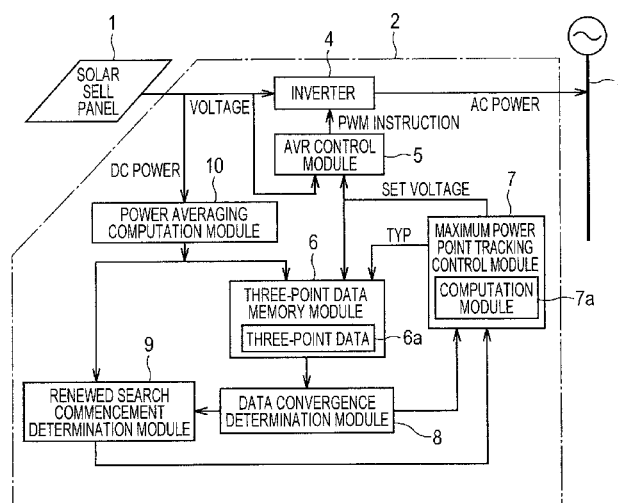 1
SOLAR
SELL
PANEL
4
2
INVERTER
VOLTAGE
AC POWER
PWM INSTRUCTION
AVR CONTROL
MODULE
5
DC POWER
10
SET VOLTAGE
7
POWER AVERAGING
COMPUTATION MODULE
TYP
MAXIMUM POWER
POINT TRACKING
CONTROL MODULE
COMPUTATION
MODULE
7a
6
THREE-POINT DATA
MEMORY MODULE
THREE-POINT DATA
6a
9
RENEWED SEARCH
COMMENCEMENT
DETERMINATION MODULE
DATA CONVERGENCE
DETERMINATION MODULE
8